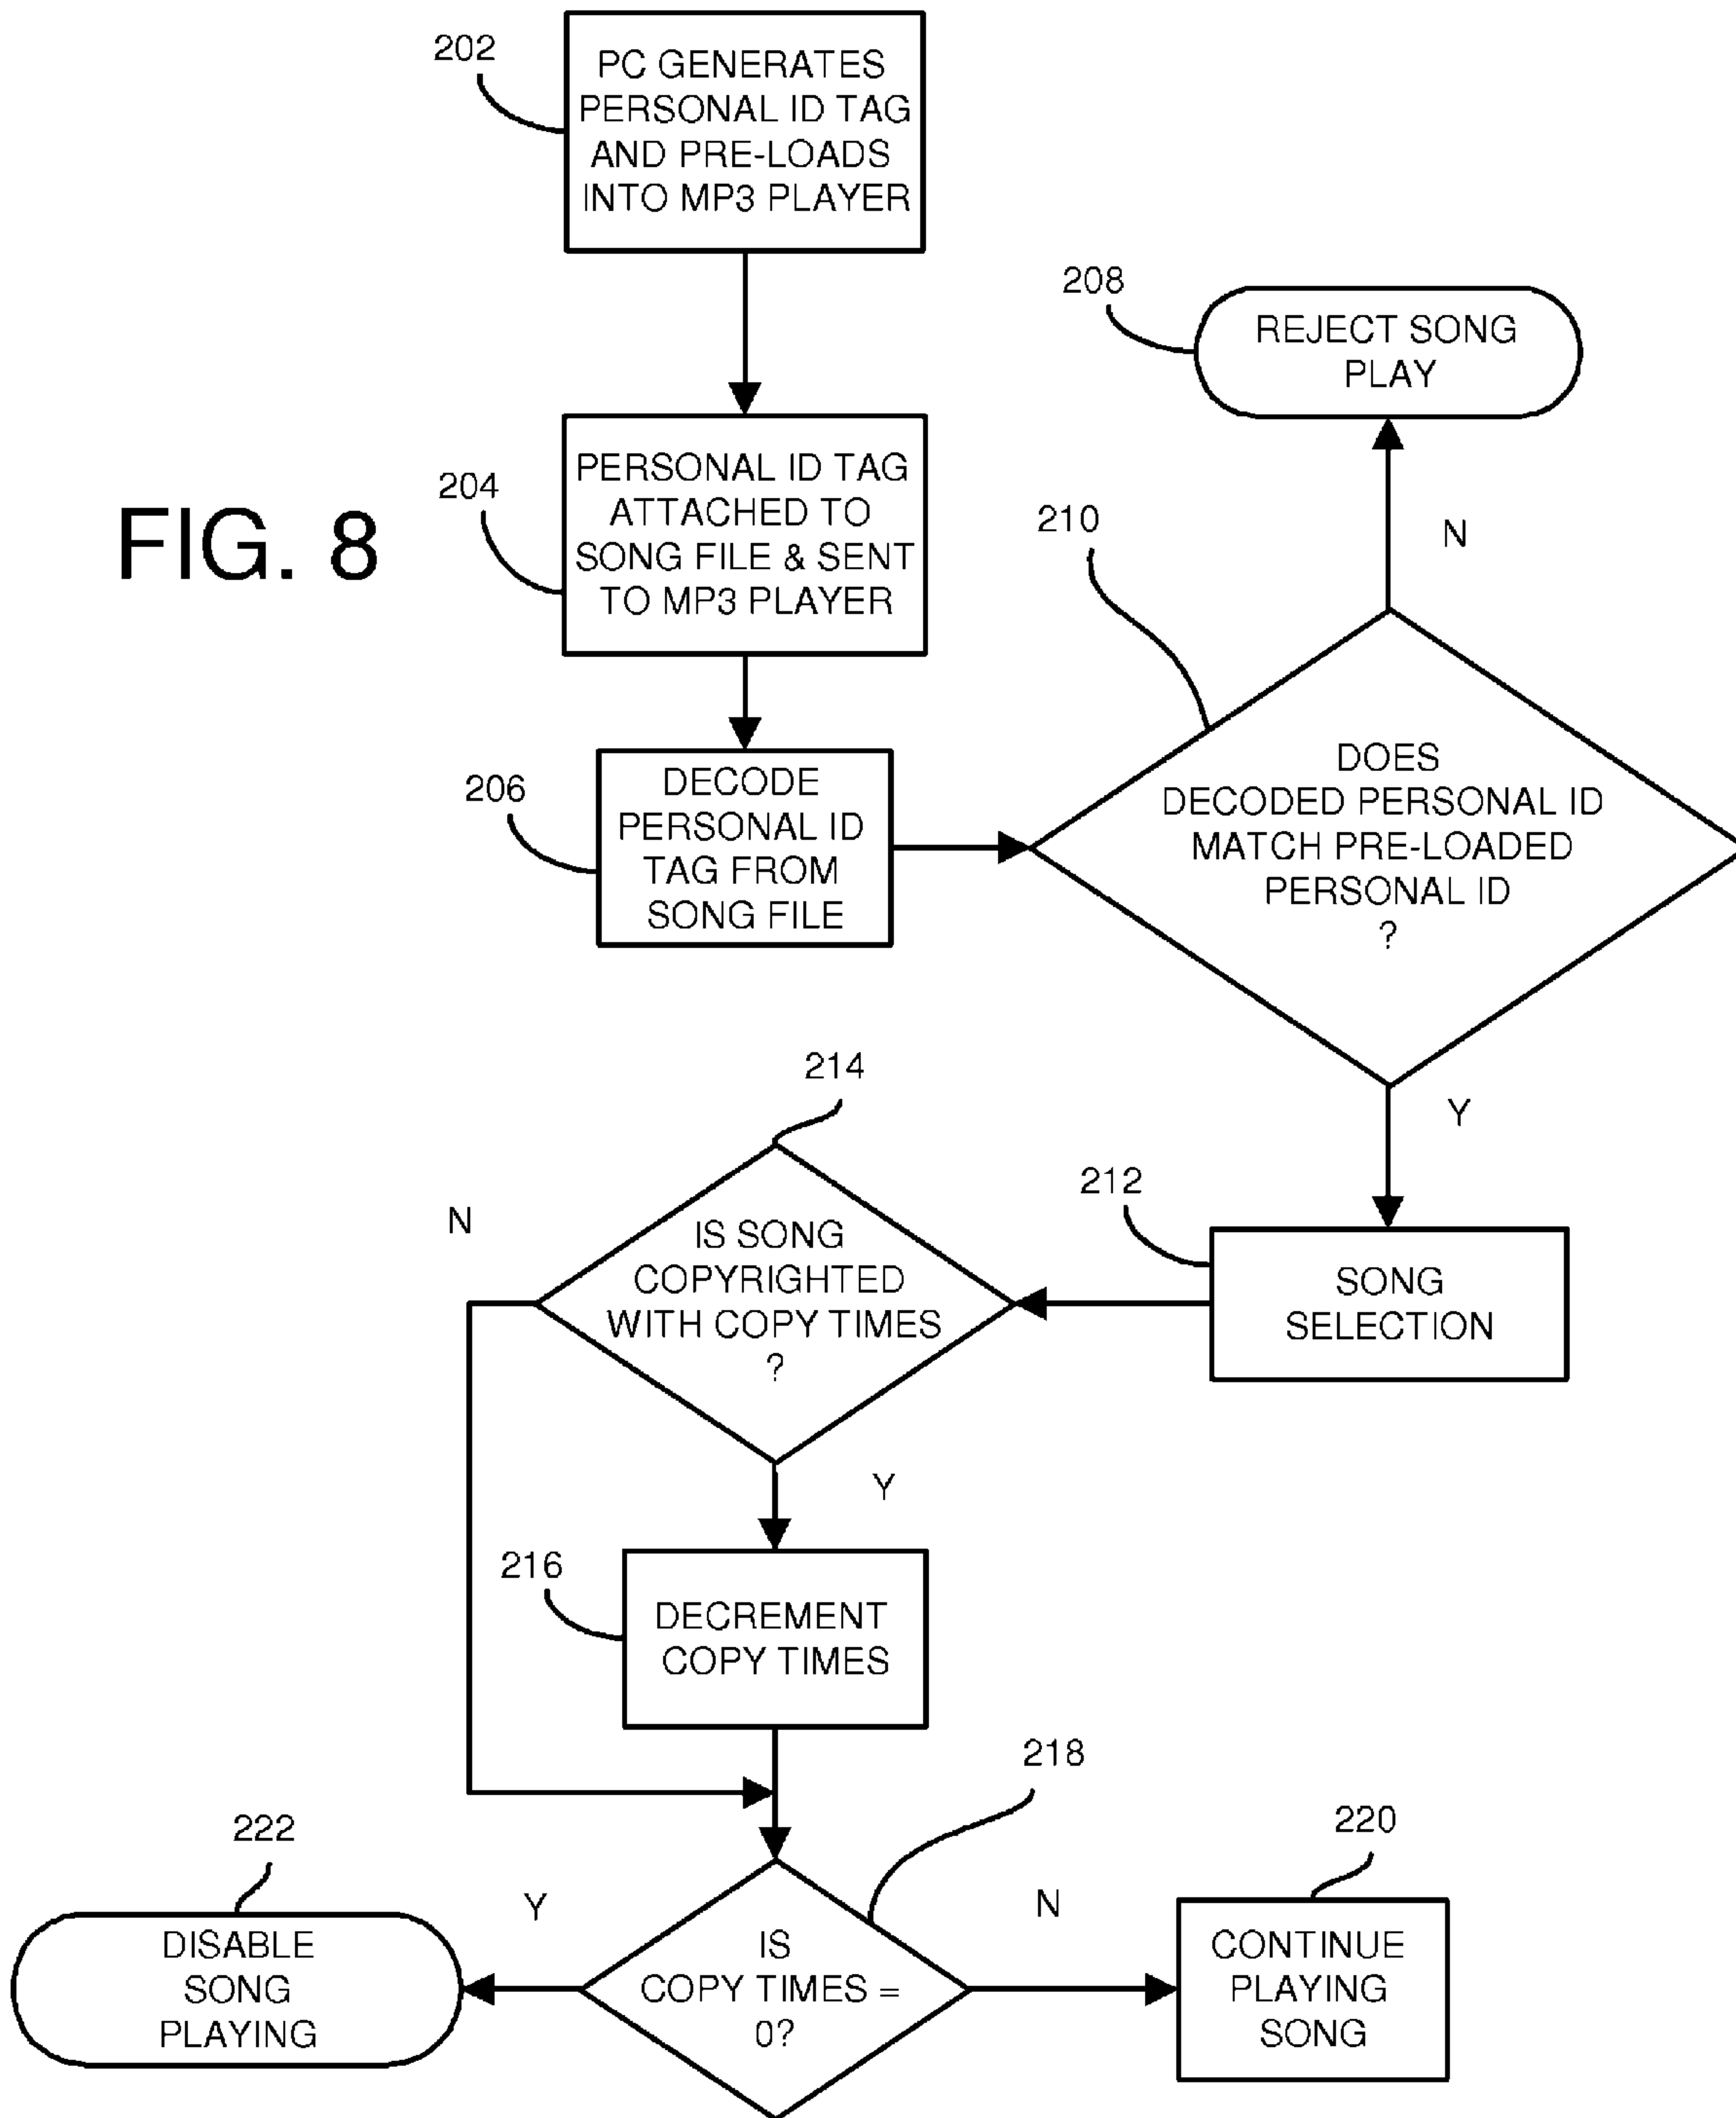 202
PC GENERATES
PERSONAL ID TAG
AND PRE-LOADS
INTO MP3 PLAYER
208
REJECT SONG
PLAY
FIG. 8
204
PERSONAL ID TAG
ATTACHED TO
SONG FILE & SENT
TO MP3 PLAYER
210
N
206
DECODE
PERSONAL ID
TAG FROM
SONG FILE
DOES
DECODED PERSONAL ID
MATCH PRE-LOADED
PERSONAL ID
?
Y
214
212
SONG
SELECTION
N
IS SONG
COPYRIGHTED
WITH COPY TIMES
?
Y
216
DECREMENT
COPY TIMES
218
222
220
Y
N
DISABLE
SONG
PLAYING
IS
COPY TIMES =
0?
CONTINUE
PLAYING
SONG